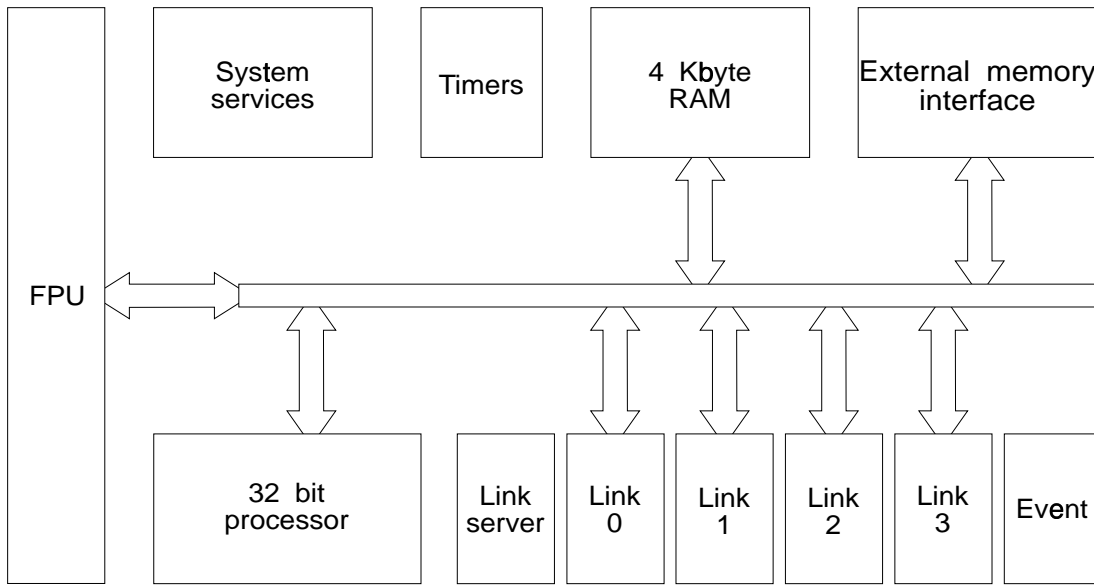 System
services
Timers
4 Kbyte
RAM
External memory
interface
FPU
32 bit
processor
Link
server
Link
0
Link
1
Link
2
Link
3
Event